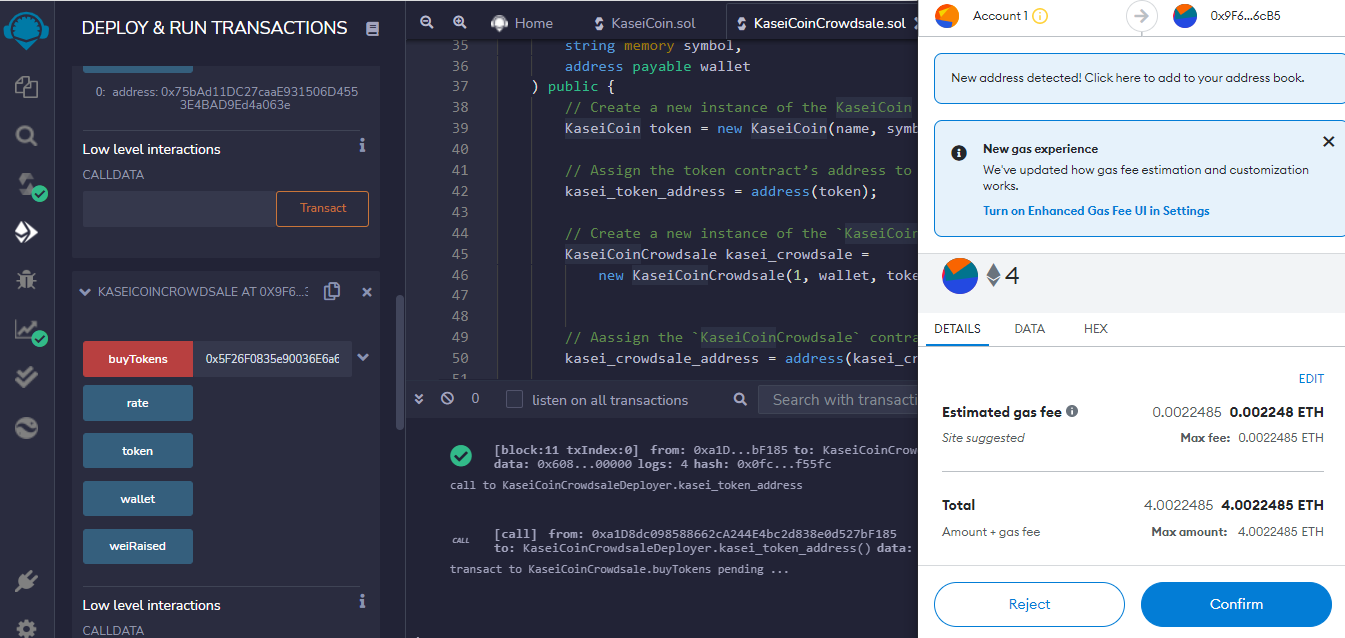 DEPLOY & RUN TRANSACTIONS
0: address: 0x75bAd11DC27caaE931506D455
3E4BAD9Ed4a063e
Low level interactions
CALLDATA
Transact
KASEICOINCROWDSALE AT 0X9F6...3
buyTokens
0x5F26F0835e90036E6a6
rate
token
wallet
weiRaised
Low level interactions
CALLDATA
Home
KaseiCoin.sol
KaseiCoinCrowdsale.sol
35 string memory symbol,
36 address payable wallet
37 ) public {
38 // Create a new instance of the KaseiCoin
39 KaseiCoin token = new KaseiCoin(name, symb
40
41 // Assign the token contract’s address to
42 kasei_token_address = address(token);
43
44 // Create a new instance of the `KaseiCoin
45 KaseiCoinCrowdsale kasei_crowdsale =
46 new KaseiCoinCrowdsale(1, wallet, toke
47
48
49 // Aassign the `KaseiCoinCrowdsale` contra
50 kasei_crowdsale_address = address(kasei_cr
51
0
listen on all transactions
Search with transacti
[block:11 txIndex:0] from: 0xa1D...bF185 to: KaseiCoinCrow
data: 0x608...00000 logs: 4 hash: 0x0fc...f55fc
call to KaseiCoinCrowdsaleDeployer.kasei_token_address
CALL
[call] from: 0xa1D8dc098588662cA244E4bc2d838e0d527bF185
to: KaseiCoinCrowdsaleDeployer.kasei_token_address() data:
transact to KaseiCoinCrowdsale.buyTokens pending ...
Account 1
0x9F6...6cB5
New address detected! Click here to add to your address book.
New gas experience
We've updated how gas fee estimation and customization
works.
Turn on Enhanced Gas Fee UI in Settings
4
DETAILS
DATA
HEX
EDIT
Estimated gas fee
0.0022485 0.002248 ETH
Site suggested
Max fee: 0.0022485 ETH
Total
4.0022485 4.0022485 ETH
Amount + gas fee
Max amount: 4.0022485 ETH
Reject
Confirm